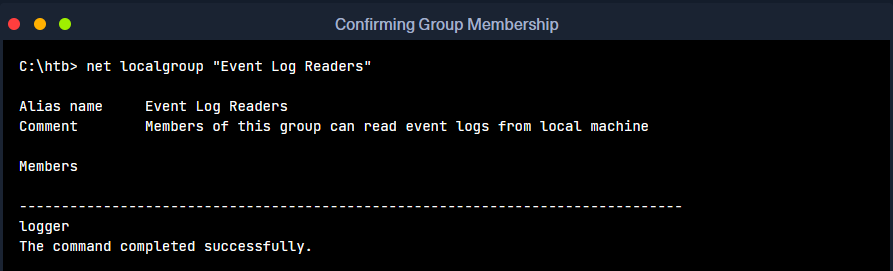 Confirming Group Membership
C:\htb> net localgroup "Event Log Readers"
Alias name     Event Log Readers
Comment        Members of this group can read event logs from local machine
Members
-------------------------------------------------------------------------------
logger
The command completed successfully.